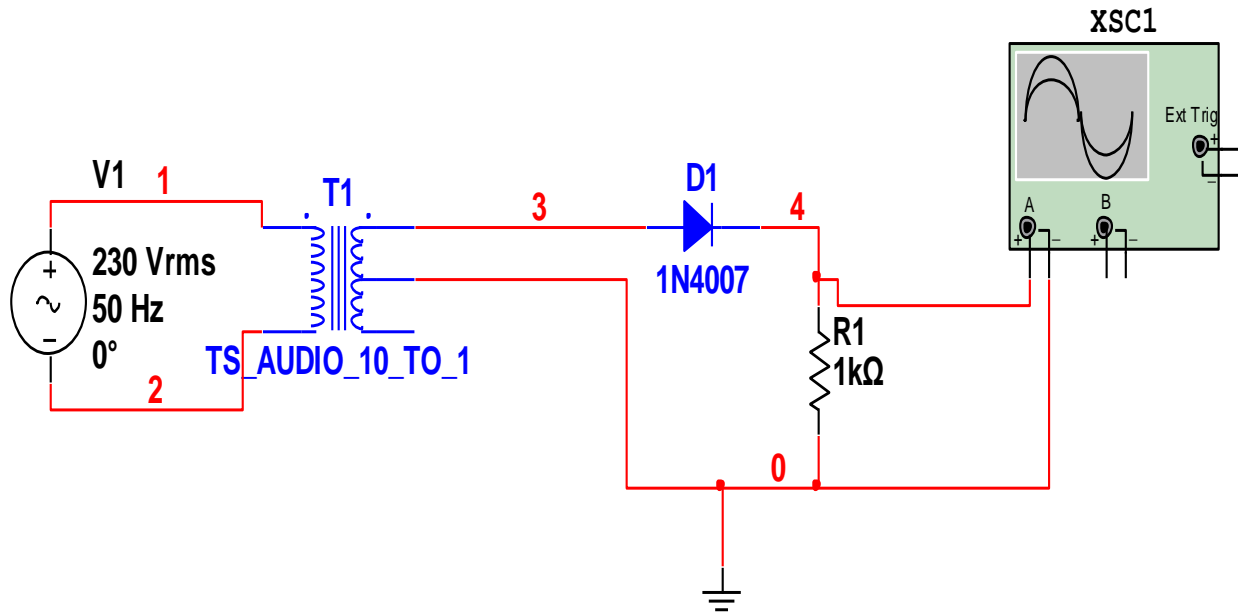 XSC1
Ext Trig
+
_
A
B
+ _ + _
V1
1
T1
3
D1
4
+
230 Vrms
50 Hz
0°
−
1N4007
TS_AUDIO_10_TO_1
R1
1kΩ
2
0